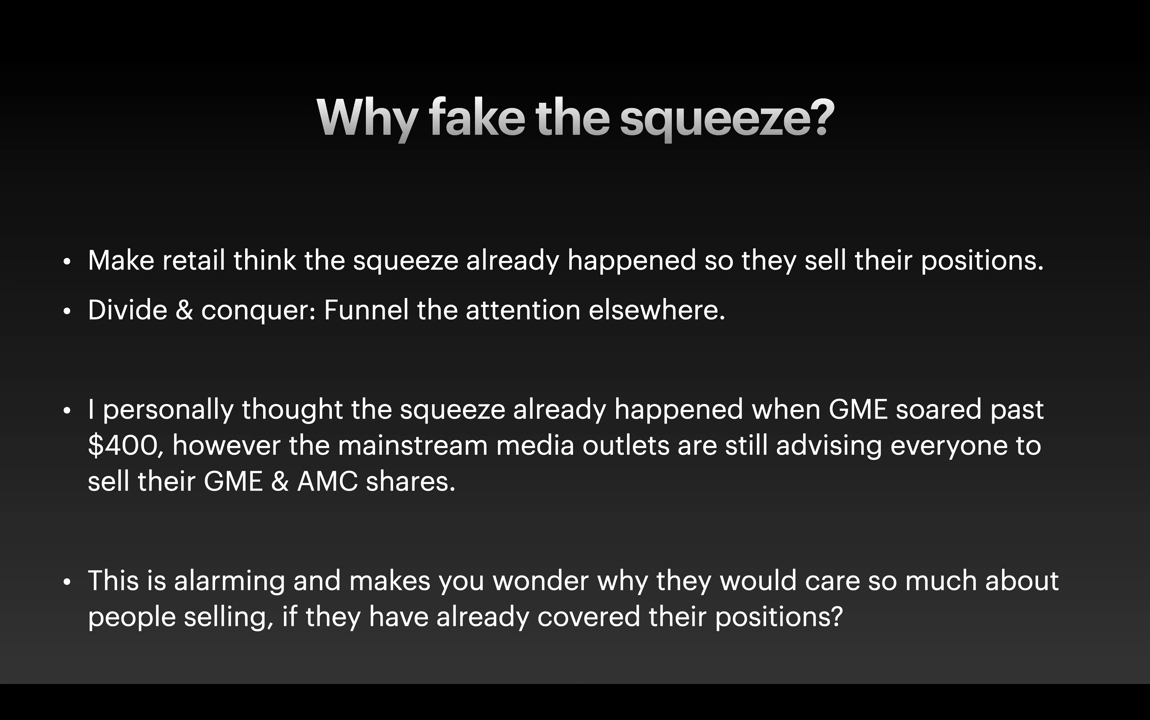 Why fake the squeeze?
• Make retail think the squeeze already happened so they sell their positions.
• Divide & conquer: Funnel the attention elsewhere.
• I personally thought the squeeze already happened when GME soared past
$400, however the mainstream media outlets are still advising everyone to
sell their GME & AMC shares.
• This is alarming and makes you wonder why they would care so much about
people selling, if they have already covered their positions?